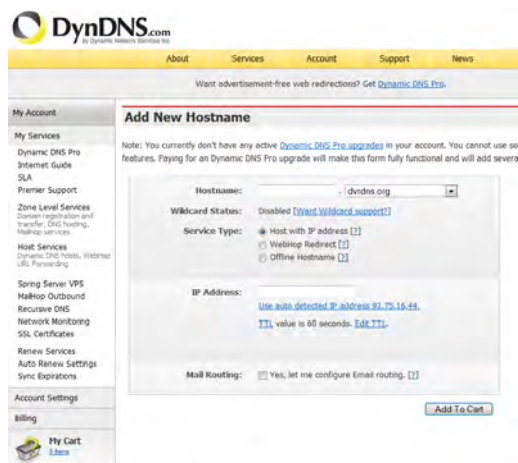 DynDNS.com
by Dynamic Network Services Inc
About Services Account Support News
Want advertisement-free web redirections? Get Dynamic DNS Pro.
My Account
My Services
Dynamic DNS Pro
Internet Guide
SLA
Premier Support
Zone Level Services
Domain registration and
transfer, DNS hosting,
MailHop services
Host Services
Dynamic DNS hosts, WebHop
URL Forwarding
Spring Server VPS
MailHop Outbound
Recursive DNS
Network Monitoring
SSL Certificates
Renew Services
Auto Renew Settings
Sync Expirations
Account Settings
Billing
My Cart
0 items
Add New Hostname
Note: You currently don't have any active Dynamic DNS Pro upgrades in your account. You cannot use so
features. Paying for an Dynamic DNS Pro upgrade will make this form fully functional and will add severa
Hostname: . dyndns.org
Wildcard Status: Disabled [Want Wildcard support?]
Service Type: Host with IP address [?]
WebHop Redirect [?]
Offline Hostname [?]
IP Address:
Use auto detected IP address 92.75.16.44.
TTL value is 60 seconds. Edit TTL.
Mail Routing: Yes, let me configure Email routing. [?]
Add To Cart